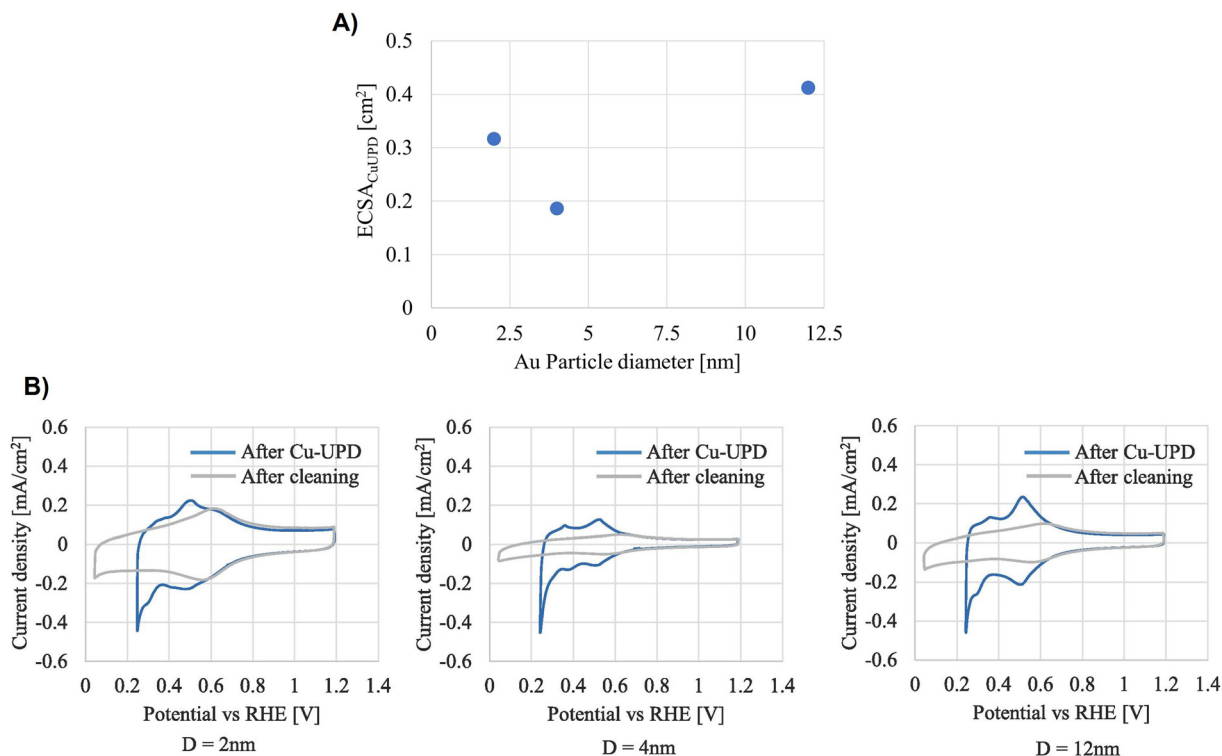 A)
0.5
0.4
0.3
0.2
0.1
0
ECSA_CuUPD [cm²]
0 2.5 5 7.5 10 12.5
Au Particle diameter [nm]
B)
0.6
0.4
0.2
0
-0.2
-0.4
-0.6
Current density [mA/cm²]
After Cu-UPD
After cleaning
0 0.2 0.4 0.6 0.8 1 1.2 1.4
Potential vs RHE [V]
D = 2nm
0.6
0.4
0.2
0
-0.2
-0.4
-0.6
Current density [mA/cm²]
After Cu-UPD
After cleaning
0 0.2 0.4 0.6 0.8 1 1.2 1.4
Potential vs RHE [V]
D = 4nm
0.6
0.4
0.2
0
-0.2
-0.4
-0.6
Current density [mA/cm²]
After Cu-UPD
After cleaning
0 0.2 0.4 0.6 0.8 1 1.2 1.4
Potential vs RHE [V]
D = 12nm